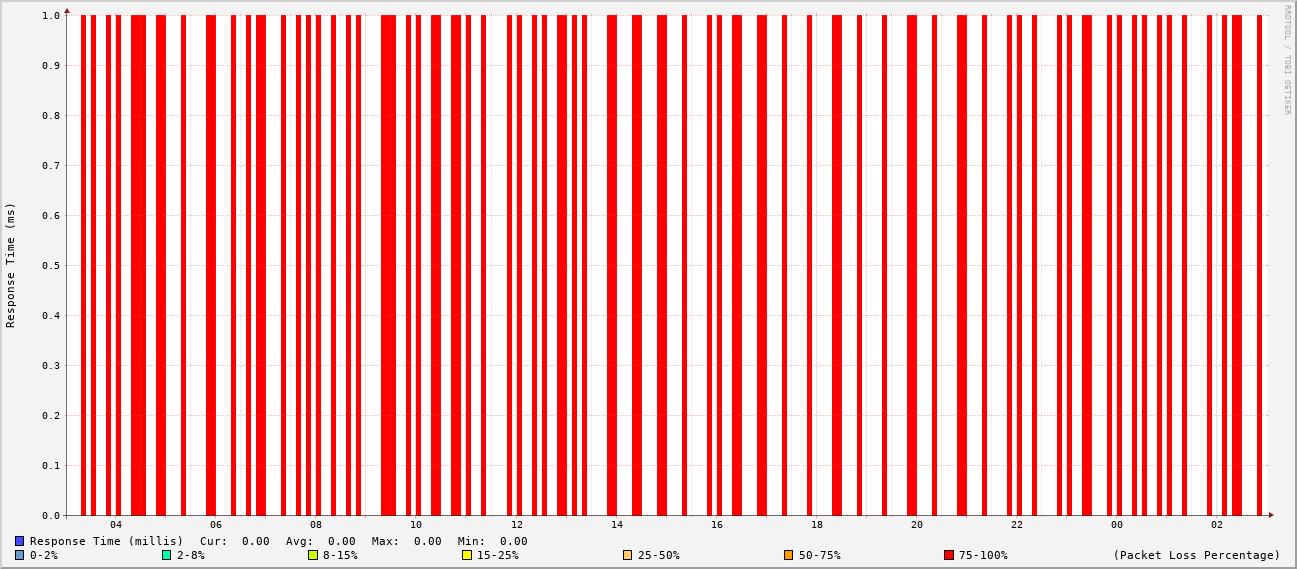 RRDTOOL / TOBI OETIKER
Response Time (ms)
1.0
0.9
0.8
0.7
0.6
0.5
0.4
0.3
0.2
0.1
0.0
04 06 08 10 12 14 16 18 20 22 00 02
Response Time (millis) Cur: 0.00 Avg: 0.00 Max: 0.00 Min: 0.00
0-2% 2-8% 8-15% 15-25% 25-50% 50-75% 75-100% (Packet Loss Percentage)